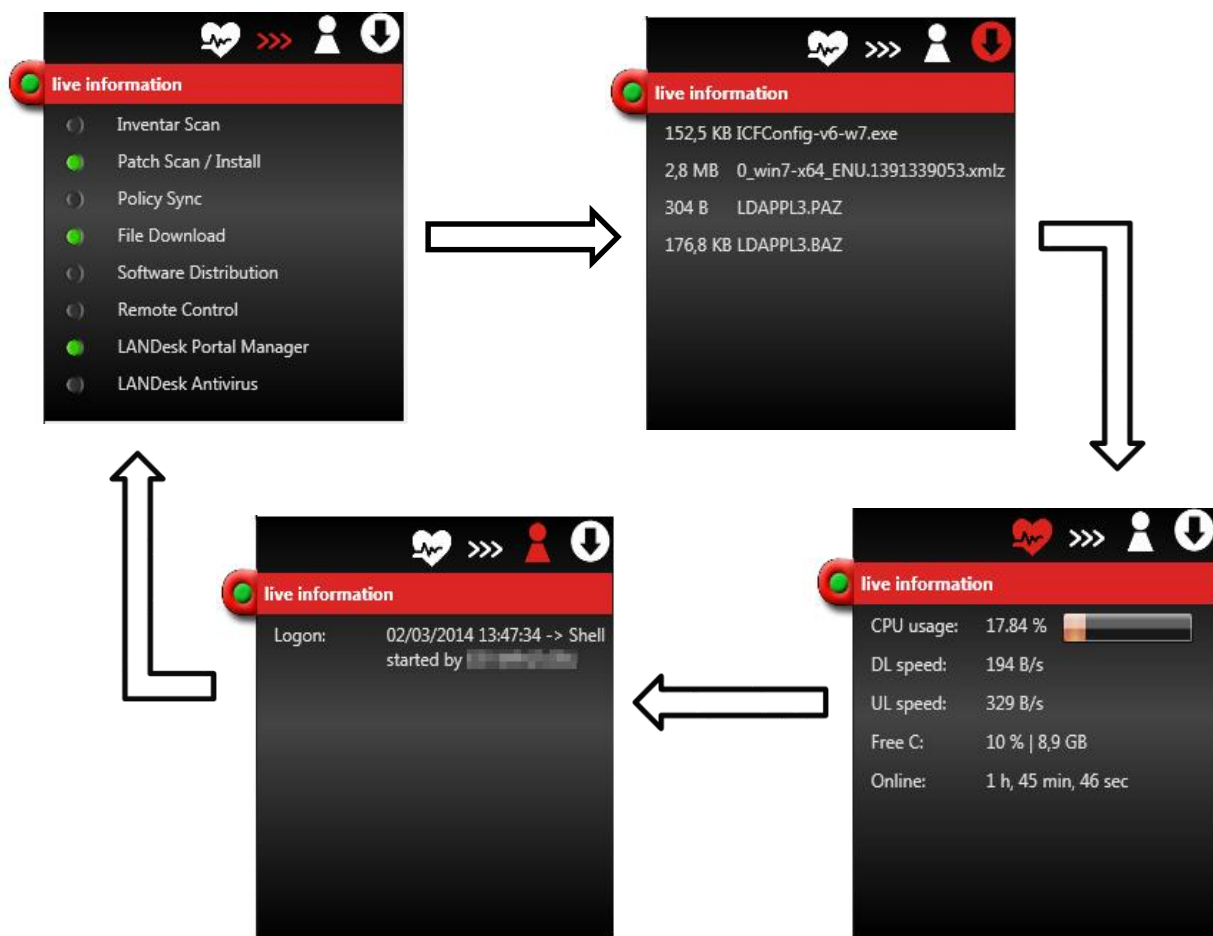 live information
Inventar Scan
Patch Scan / Install
Policy Sync
File Download
Software Distribution
Remote Control
LANDesk Portal Manager
LANDesk Antivirus
live information
152,5 KB ICFConfig-v6-w7.exe
2,8 MB 0_win7-x64_ENU.1391339053.xmlz
304 B LDAPPL3.PAZ
176,8 KB LDAPPL3.BAZ
live information
CPU usage: 17.84 %
DL speed: 194 B/s
UL speed: 329 B/s
Free C: 10 % | 8,9 GB
Online: 1 h, 45 min, 46 sec
live information
Logon: 02/03/2014 13:47:34 -> Shell
started by